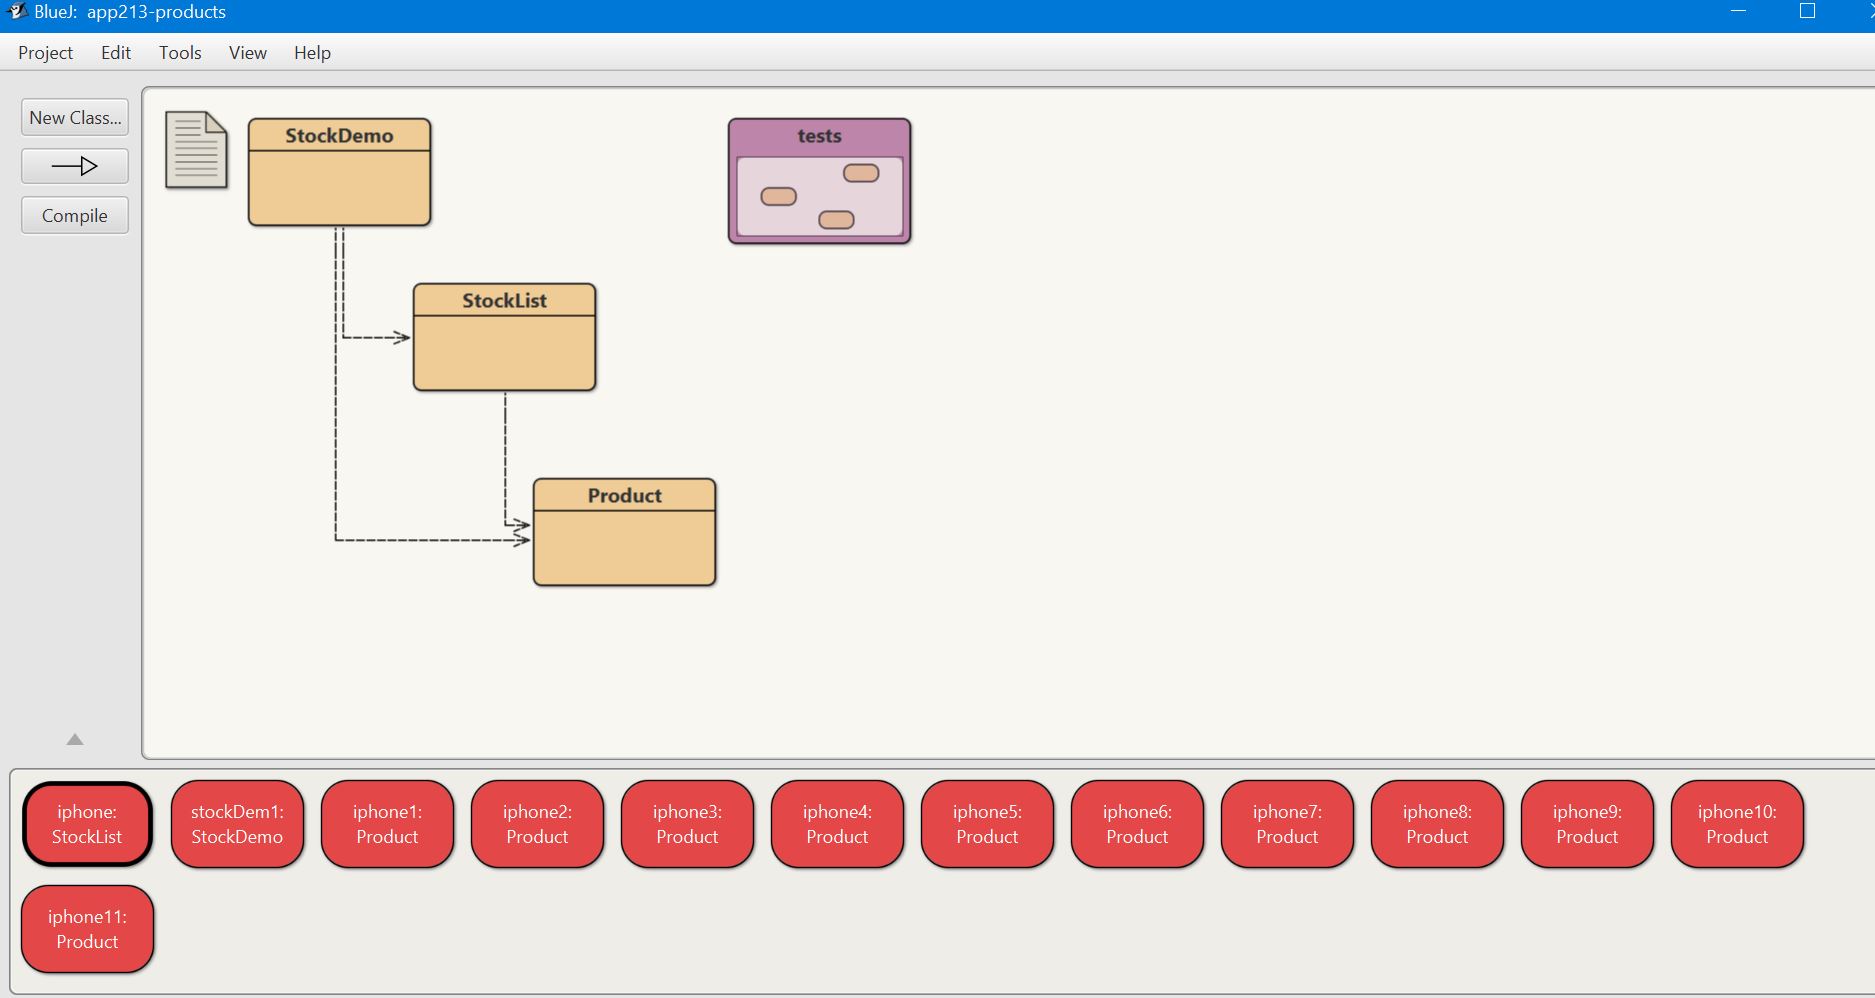 BlueJ: app213-products
Project Edit Tools View Help
New Class...
Compile
StockDemo
tests
StockList
Product
iphone:
StockList
stockDem1:
StockDemo
iphone1:
Product
iphone2:
Product
iphone3:
Product
iphone4:
Product
iphone5:
Product
iphone6:
Product
iphone7:
Product
iphone8:
Product
iphone9:
Product
iphone10:
Product
iphone11:
Product